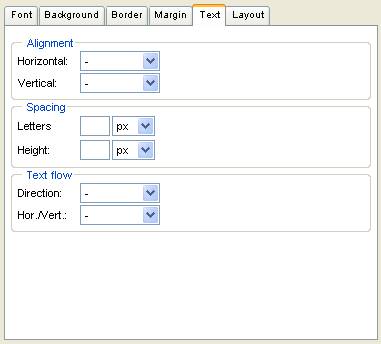 Font Background Border Margin Text Layout
Alignment
Horizontal: -
Vertical: -
Spacing
Letters px
Height: px
Text flow
Direction: -
Hor./Vert.: -